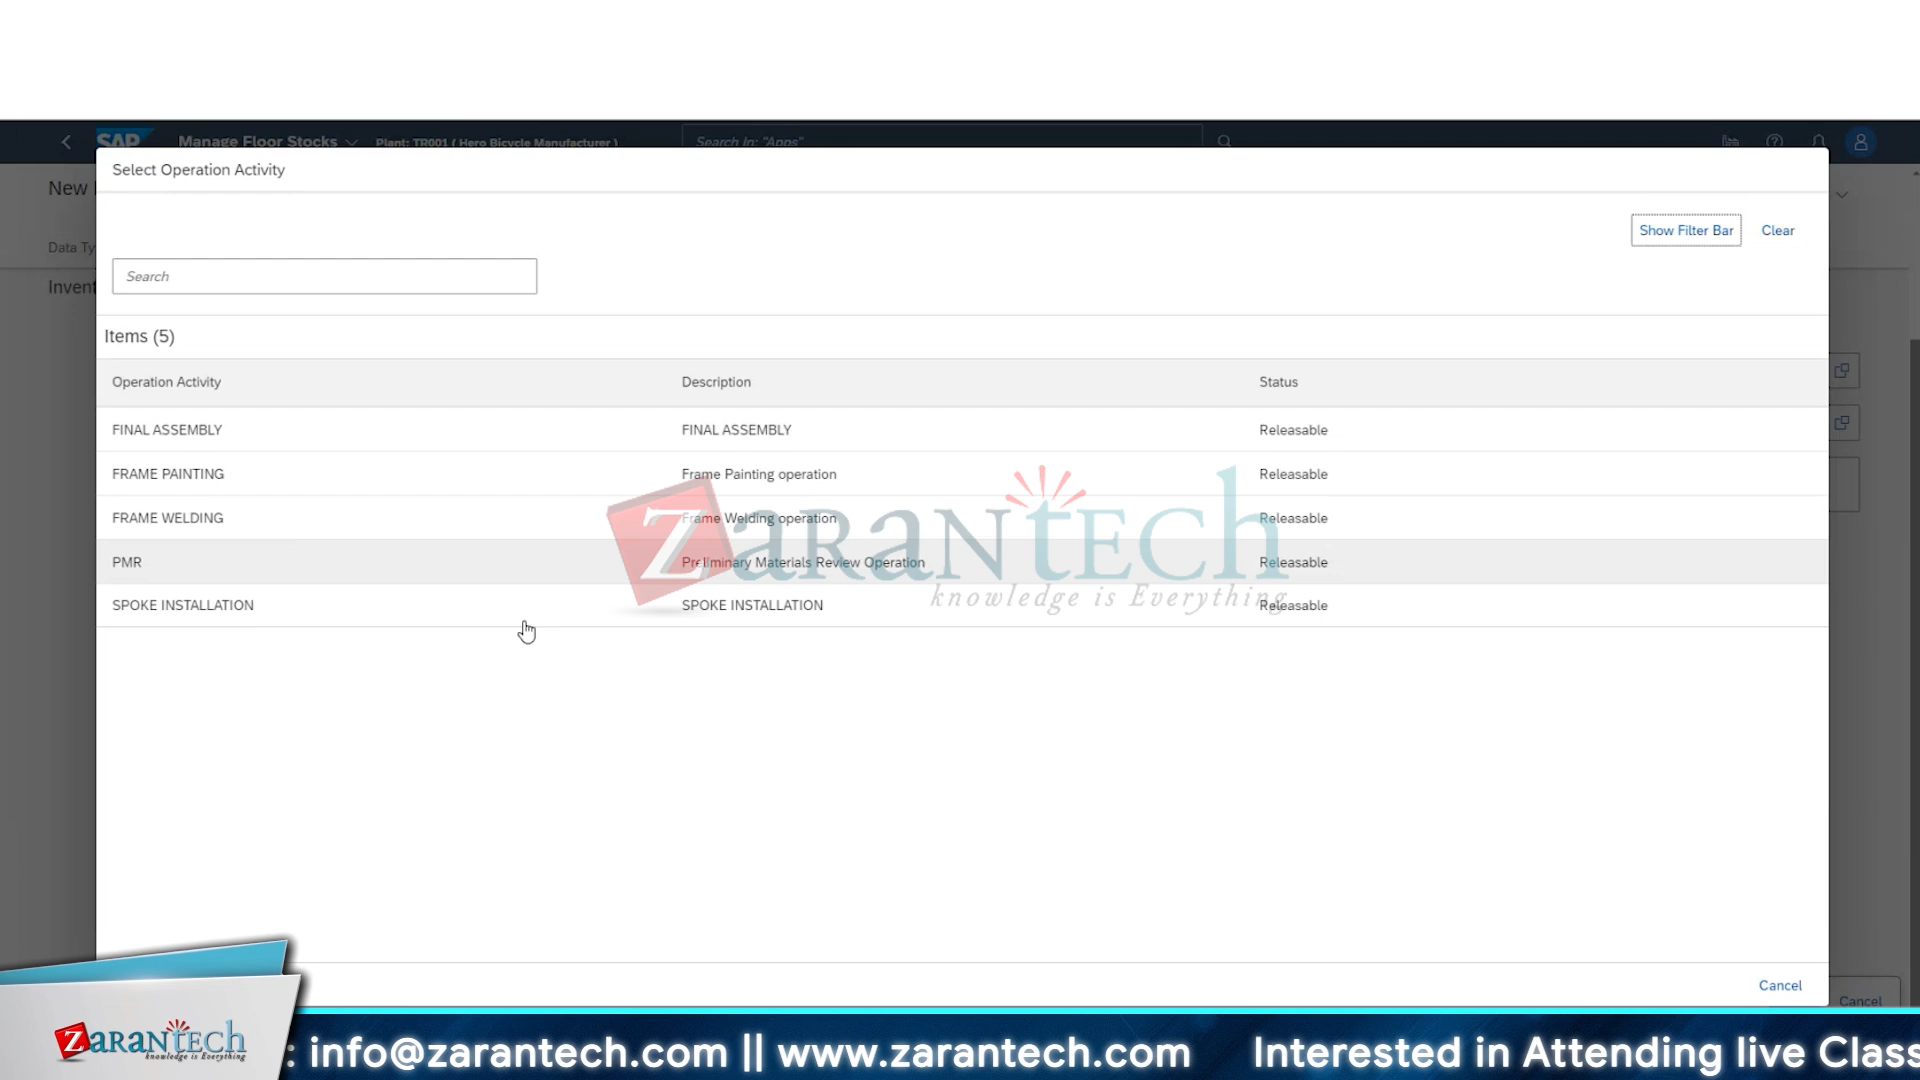 SAP Manage Floor Stocks Plant: TR001 ( Hero Bicycle Manufacturer ) Search In: "Apps"
Select Operation Activity
New
Show Filter Bar Clear
Data Ty
Search
Invent
Items (5)
Operation Activity Description Status
FINAL ASSEMBLY FINAL ASSEMBLY Releasable
FRAME PAINTING Frame Painting operation Releasable
FRAME WELDING Frame Welding operation Releasable
PMR Preliminary Materials Review Operation Releasable
SPOKE INSTALLATION SPOKE INSTALLATION Releasable
ZaranTech
knowledge is Everything
Cancel
Cancel
ZaranTech
knowledge is Everything
: info@zarantech.com || www.zarantech.com Interested in Attending live Class